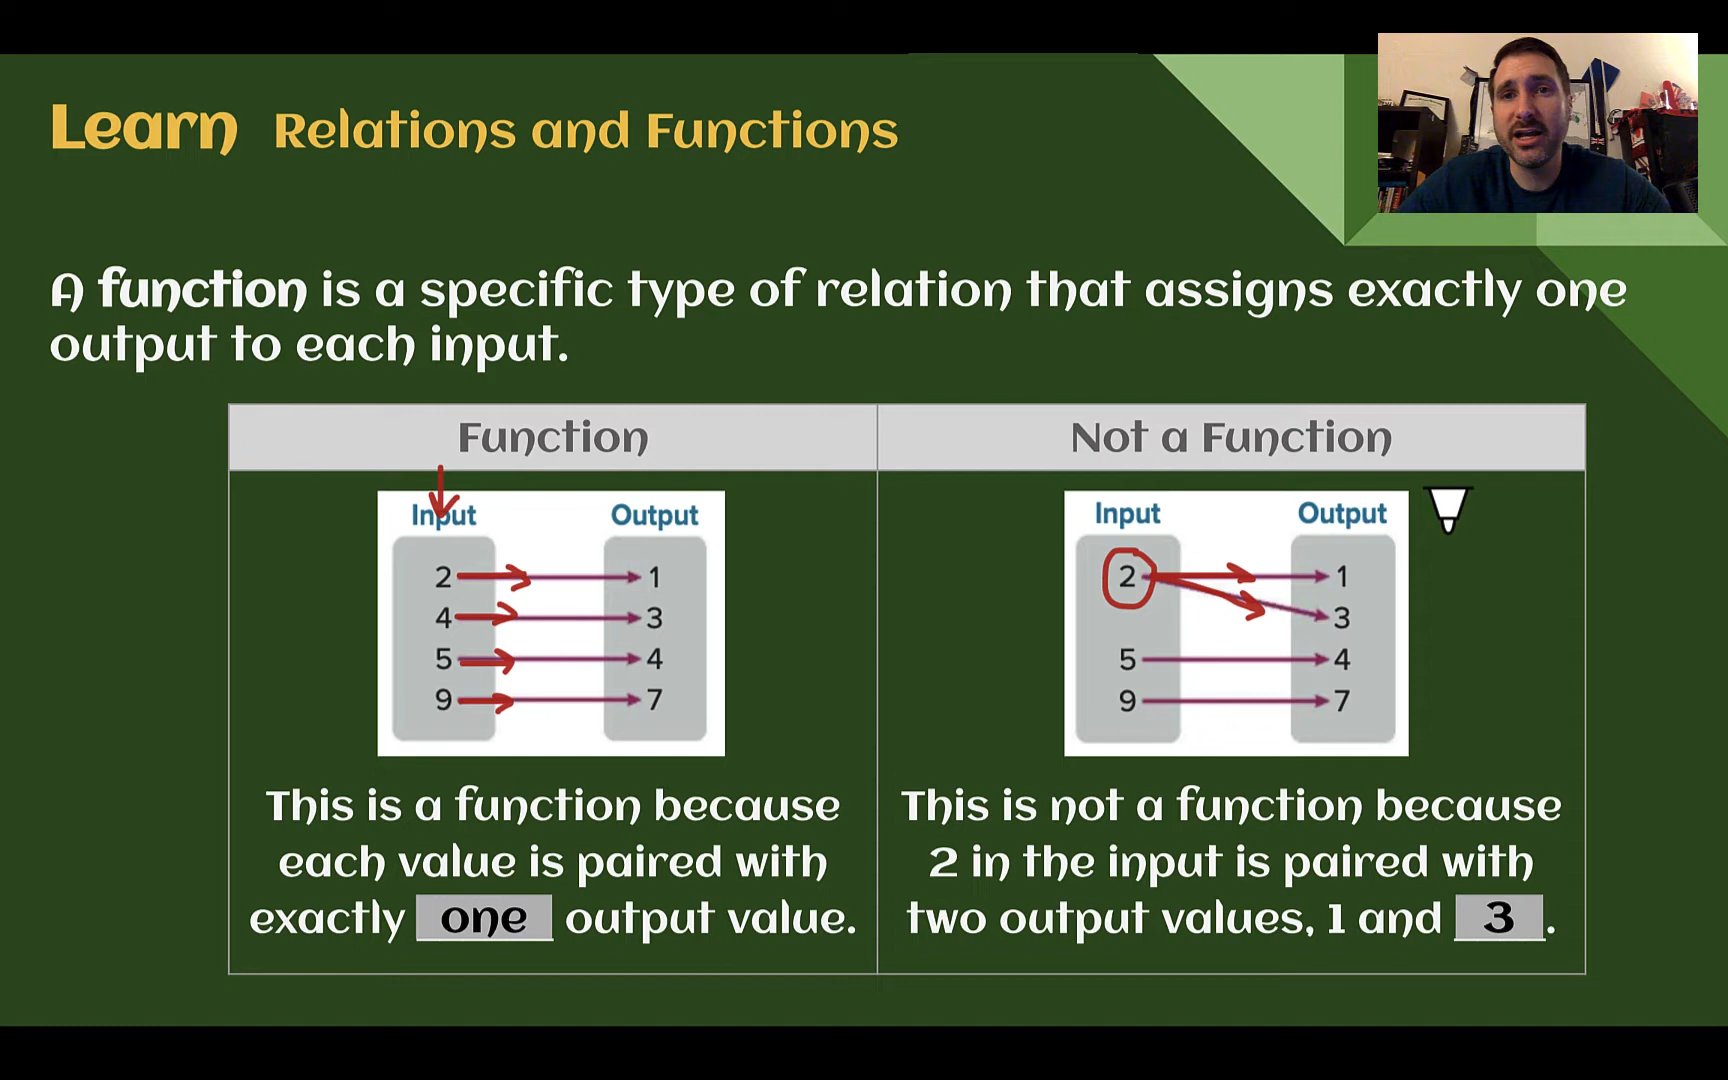 Learn Relations and Functions
A function is a specific type of relation that assigns exactly one
output to each input.
Function
Not a Function
Input Output
2 1
4 3
5 4
9 7
Input Output
2 1
3
5 4
9 7
This is a function because
each value is paired with
exactly one output value.
This is not a function because
2 in the input is paired with
two output values, 1 and 3.